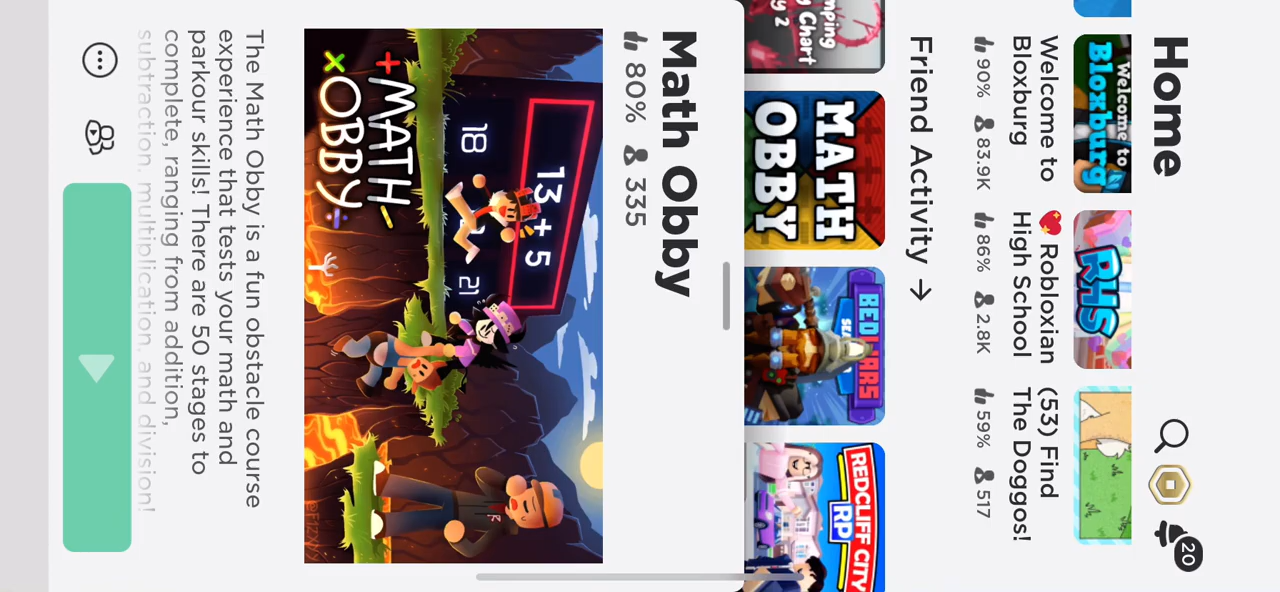 Home
20
Welcome to
Bloxburg
RHS
Welcome to
Bloxburg
90% 83.9K
💖 Robloxian
High School
86% 2.8K
(53) Find
The Doggos!
59% 517
Friend Activity →
Chart
2
MATH
OBBY
BEDWARS
REDCLIFF CITY
RP
Math Obby
80% 335
13 + 5
18
21
+MATH-
×OBBY÷
The Math Obby is a fun obstacle course
experience that tests your math and
parkour skills! There are 50 stages to
complete, ranging from addition,
subtraction, multiplication, and division!